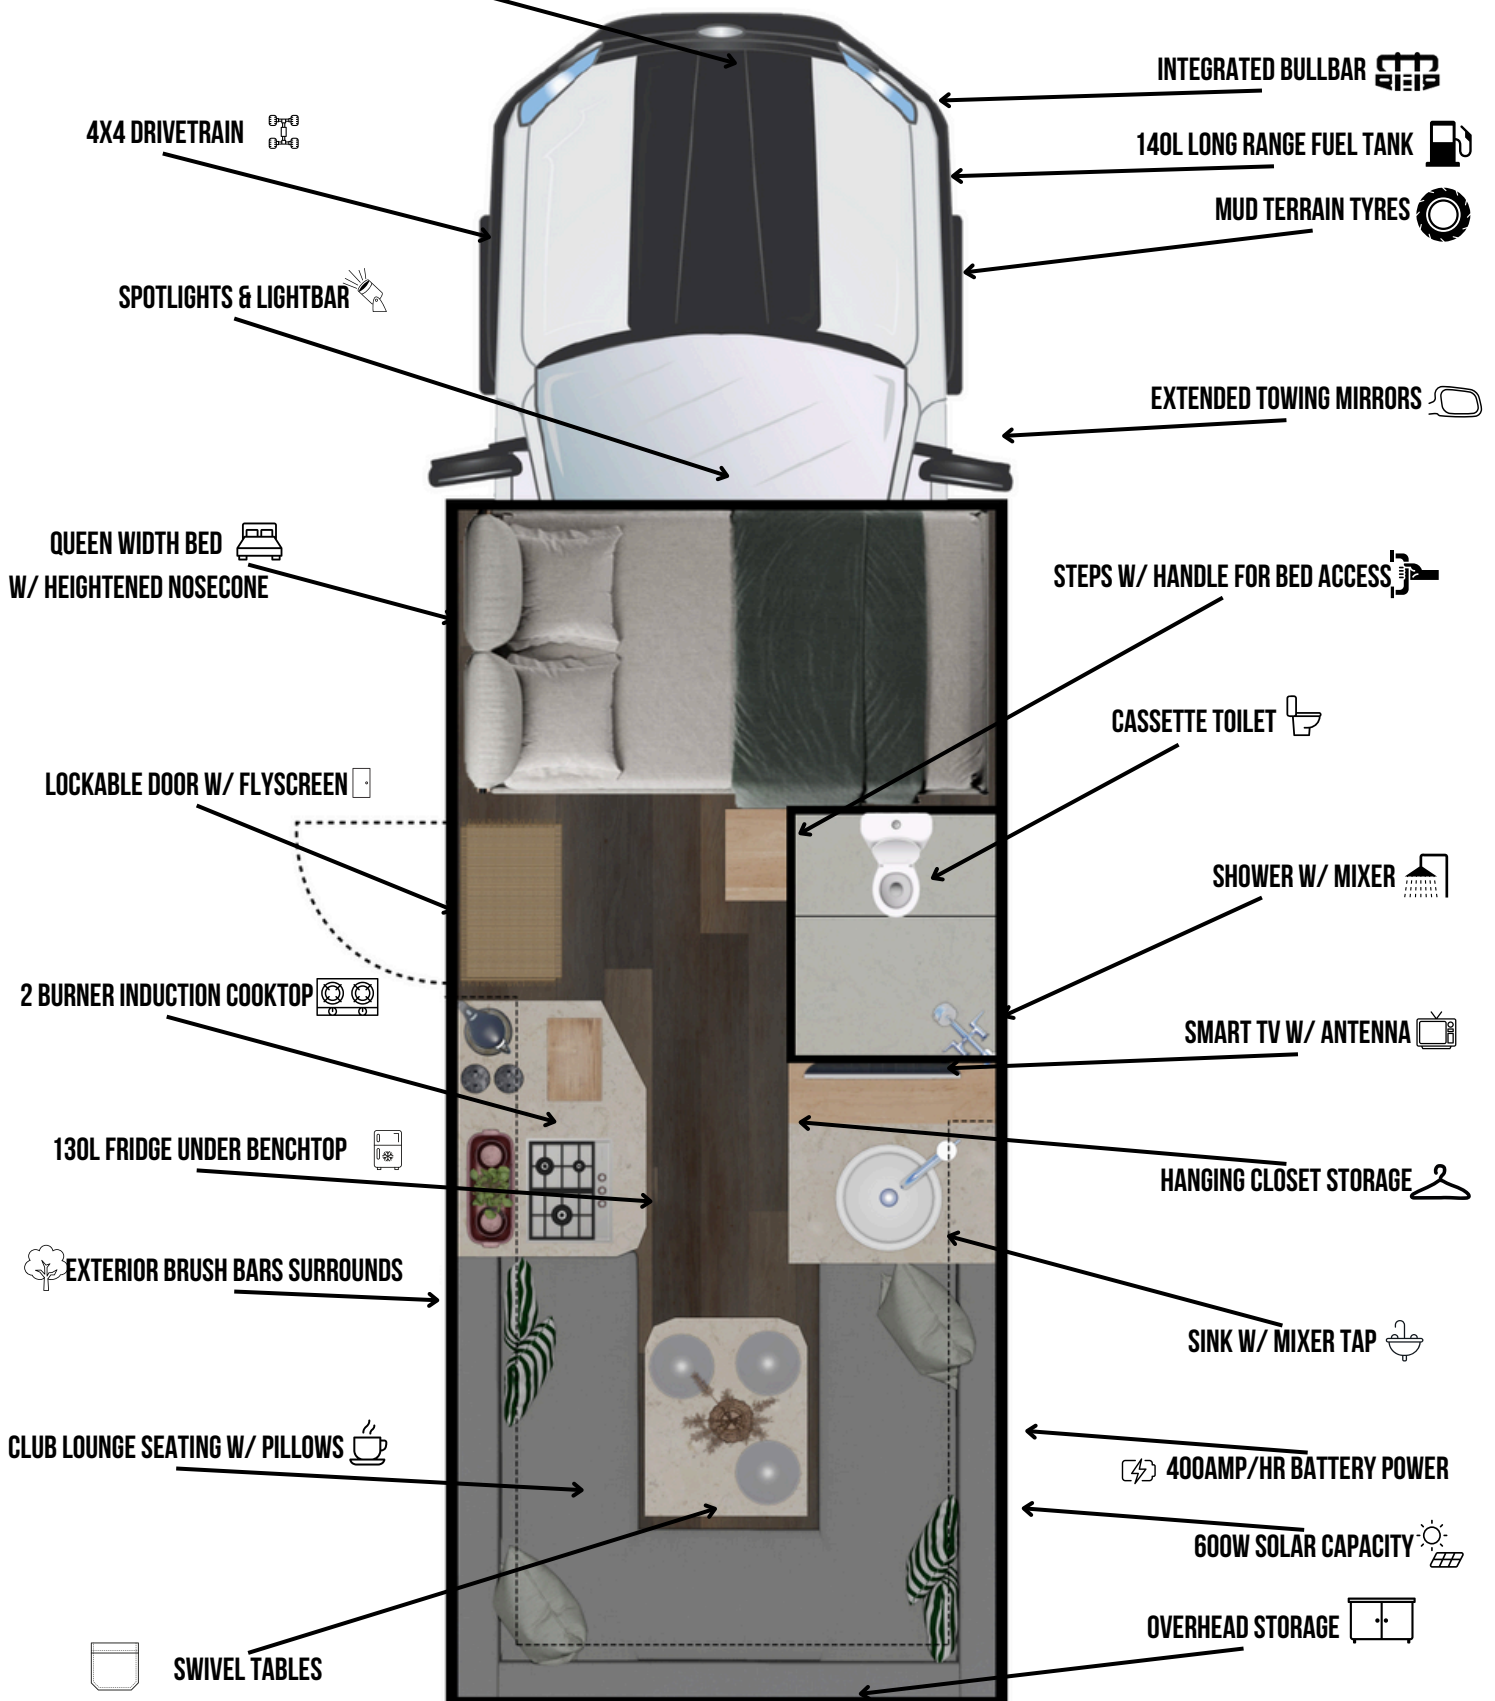 INTEGRATED BULLBAR
4X4 DRIVETRAIN
140L LONG RANGE FUEL TANK
MUD TERRAIN TYRES
SPOTLIGHTS & LIGHTBAR
EXTENDED TOWING MIRRORS
QUEEN WIDTH BED
W/ HEIGHTENED NOSECONE
STEPS W/ HANDLE FOR BED ACCESS
CASSETTE TOILET
LOCKABLE DOOR W/ FLYSCREEN
SHOWER W/ MIXER
2 BURNER INDUCTION COOKTOP
SMART TV W/ ANTENNA
130L FRIDGE UNDER BENCHTOP
HANGING CLOSET STORAGE
EXTERIOR BRUSH BARS SURROUNDS
SINK W/ MIXER TAP
CLUB LOUNGE SEATING W/ PILLOWS
400AMP/HR BATTERY POWER
600W SOLAR CAPACITY
OVERHEAD STORAGE
SWIVEL TABLES